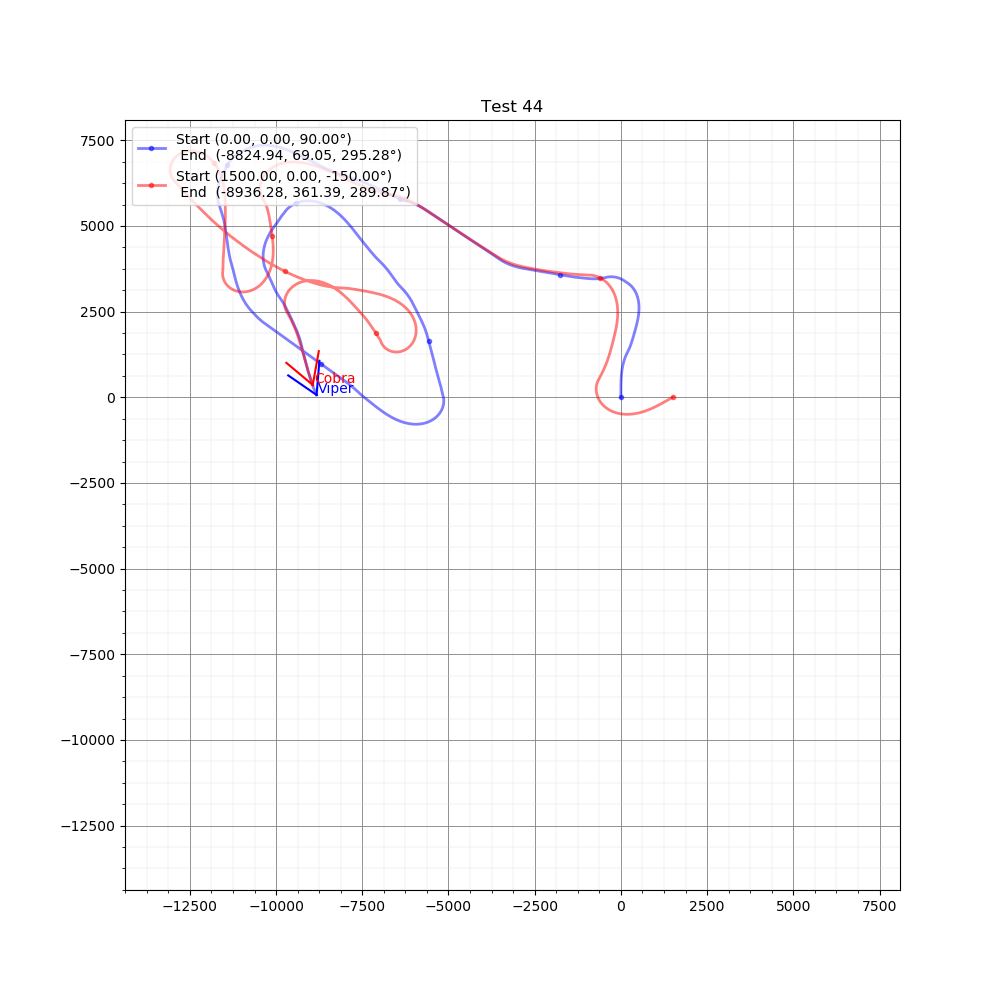 Test 44
Start (0.00, 0.00, 90.00°)
End  (-8824.94, 69.05, 295.28°)
Start (1500.00, 0.00, -150.00°)
End  (-8936.28, 361.39, 289.87°)
7500
5000
2500
0
−2500
−5000
−7500
−10000
−12500
Cobra
Viper
−12500 −10000 −7500 −5000 −2500 0 2500 5000 7500